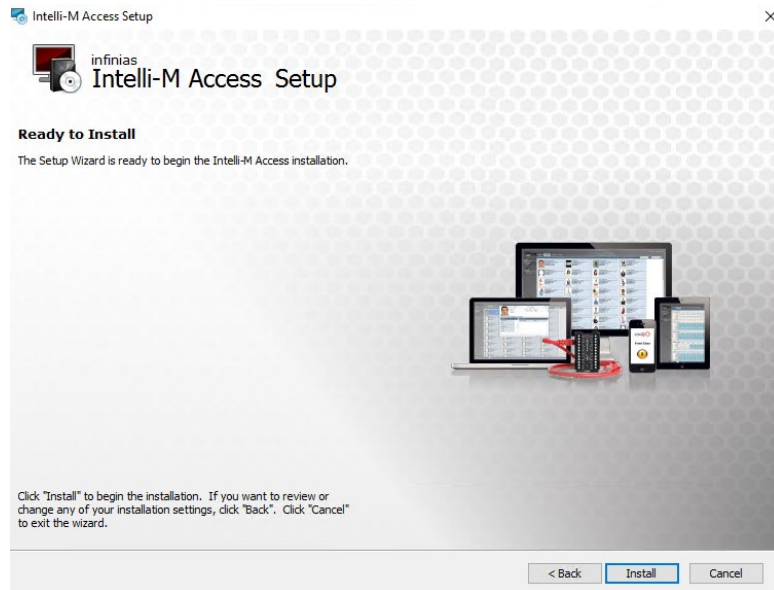 Intelli-M Access Setup
infinias
Intelli-M Access Setup
Ready to Install
The Setup Wizard is ready to begin the Intelli-M Access installation.
Click "Install" to begin the installation. If you want to review or
change any of your installation settings, click "Back". Click "Cancel"
to exit the wizard.
< Back
Install
Cancel